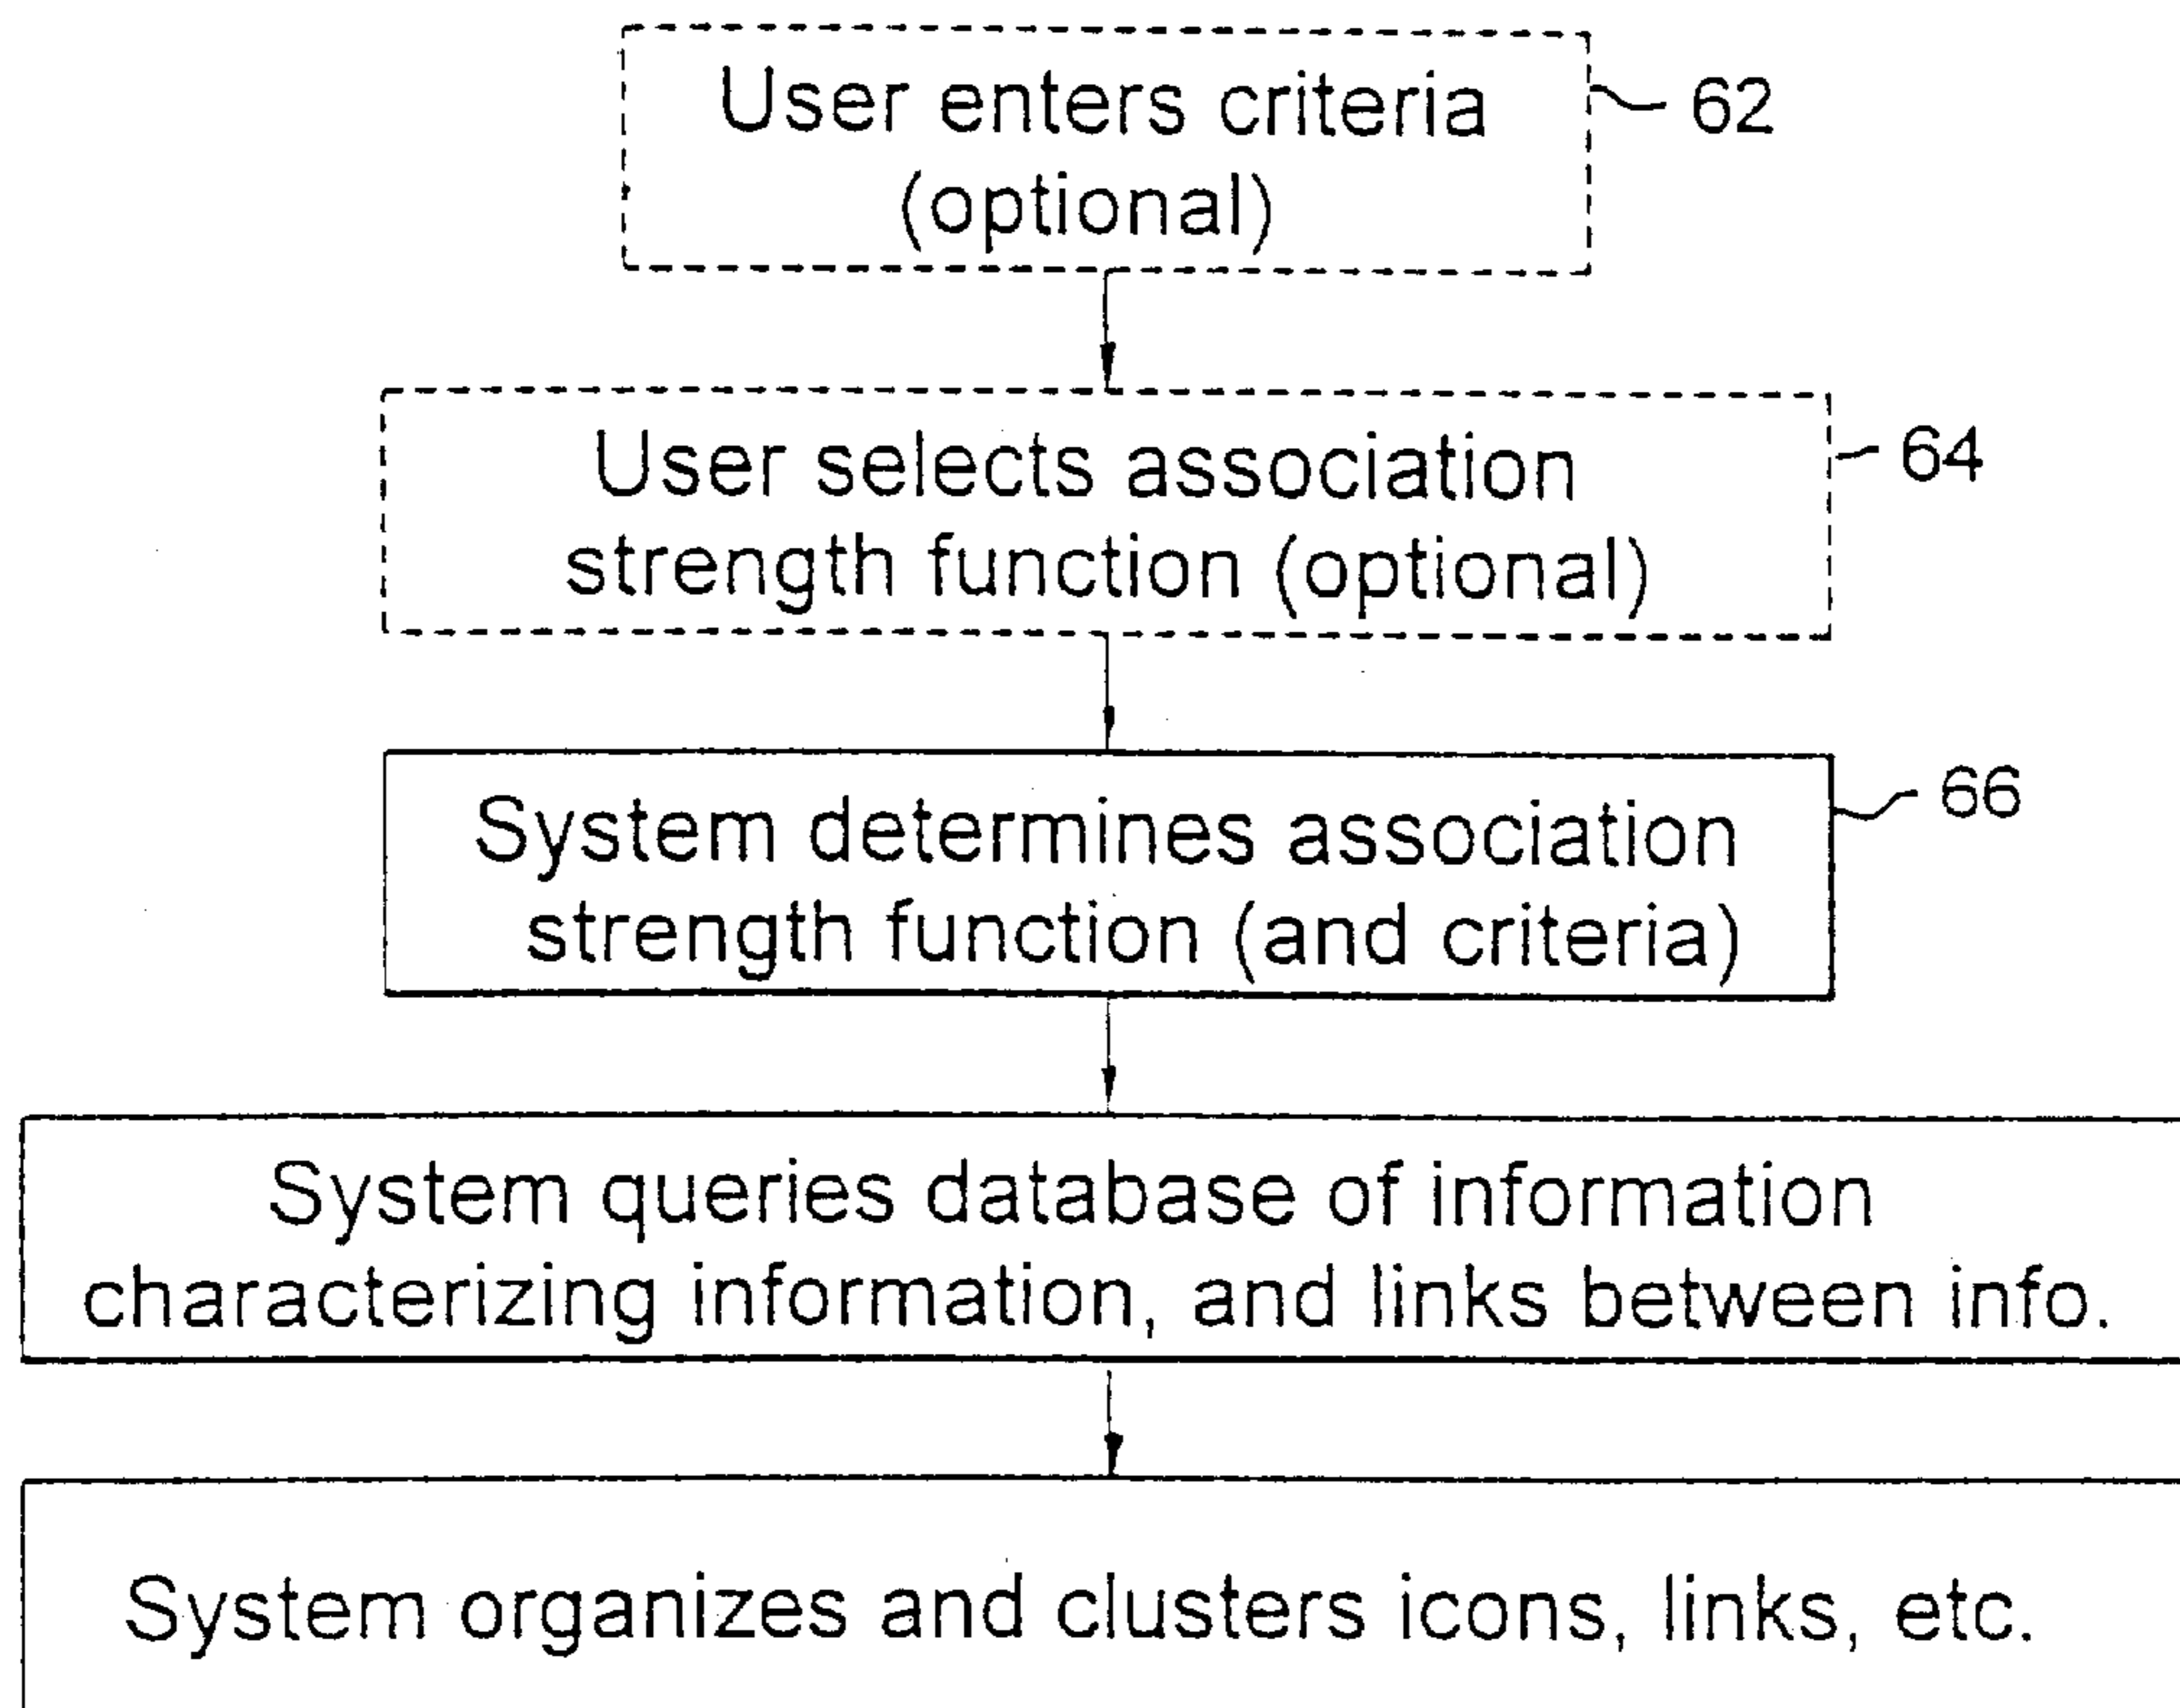 User enters criteria
(optional)
62
User selects association
strength function (optional)
64
System determines association
strength function (and criteria)
66
System queries database of information
characterizing information, and links between info.
System organizes and clusters icons, links, etc.